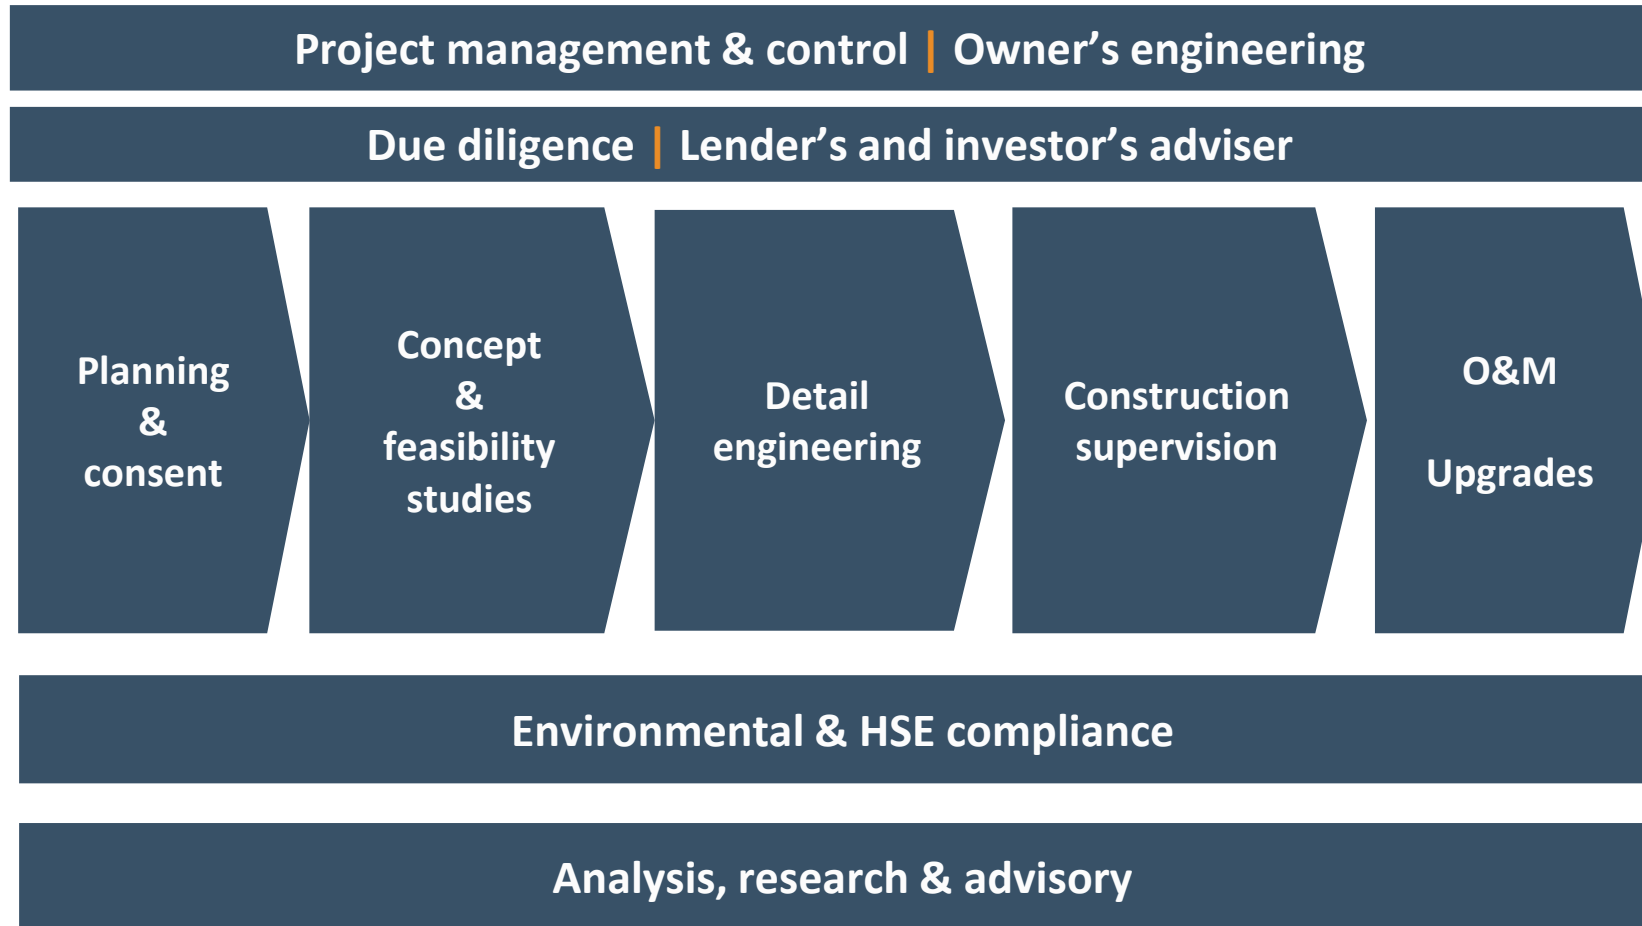 Project management & control | Owner’s engineering
Due diligence | Lender’s and investor’s adviser
Planning
&
consent
Concept
&
feasibility
studies
Detail
engineering
Construction
supervision
O&M
Upgrades
Environmental & HSE compliance
Analysis, research & advisory